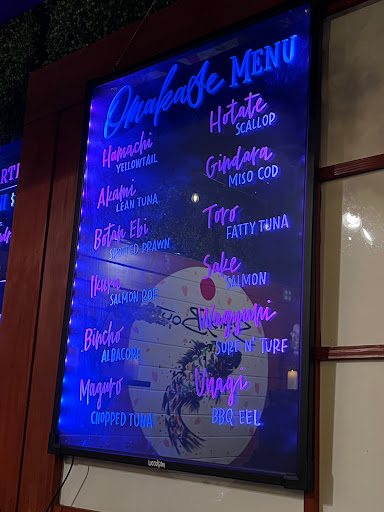 Omakase MENU
Hamachi
YELLOWTAIL
Akami
LEAN TUNA
Botan Ebi
SPOTTED PRAWN
Ikura
SALMON ROE
Bincho
ALBACORE
Maguro
CHOPPED TUNA
Hotate
SCALLOP
Gindara
MISO COD
Toro
FATTY TUNA
Sake
SALMON
Wagyuni
SURF N' TURF
Unagi
BBQ EEL